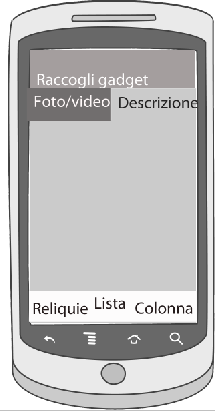 Raccogli gadget
Foto/video Descrizione
Reliquie Lista Colonna